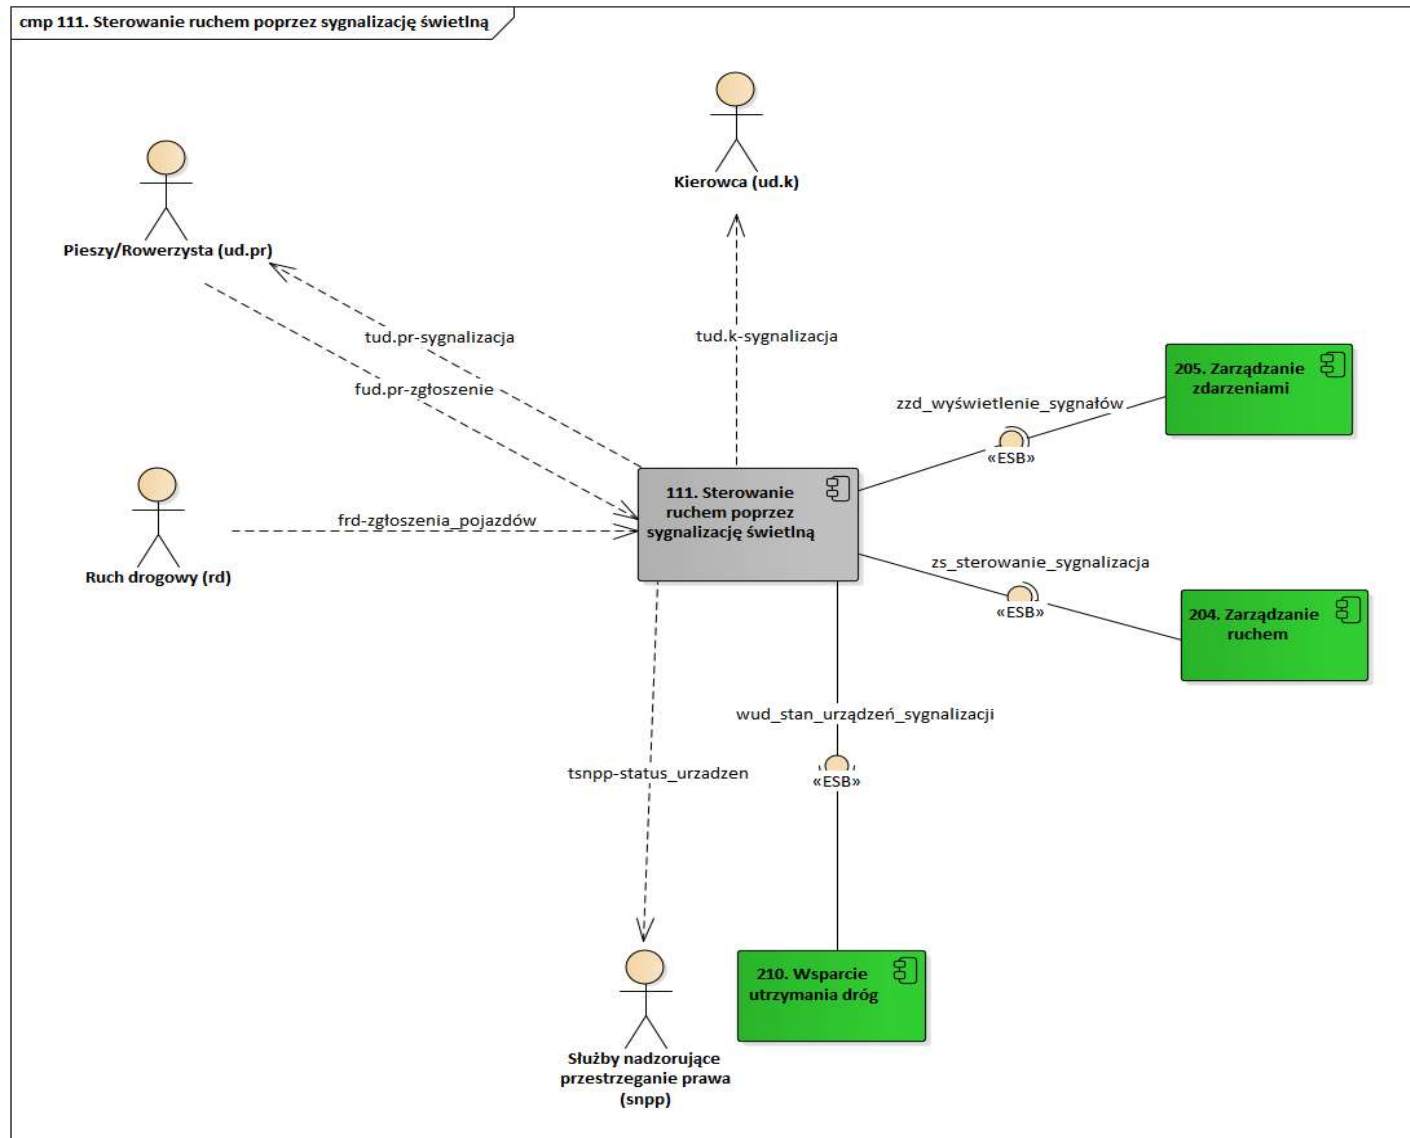 cmp 111. Sterowanie ruchem poprzez sygnalizację świetlną
Kierowca (ud.k)
Pieszy/Rowerzysta (ud.pr)
tud.pr-sygnalizacja
tud.k-sygnalizacja
fud.pr-zgłoszenie
205. Zarządzanie
zdarzeniami
zzd_wyświetlenie_sygnałów
«ESB»
111. Sterowanie
ruchem poprzez
sygnalizację świetlną
frd-zgłoszenia_pojazdów
Ruch drogowy (rd)
zs_sterowanie_sygnalizacja
«ESB»
204. Zarządzanie
ruchem
wud_stan_urządzeń_sygnalizacji
«ESB»
tsnpp-status_urzadzen
210. Wsparcie
utrzymania dróg
Służby nadzorujące
przestrzeganie prawa
(snpp)